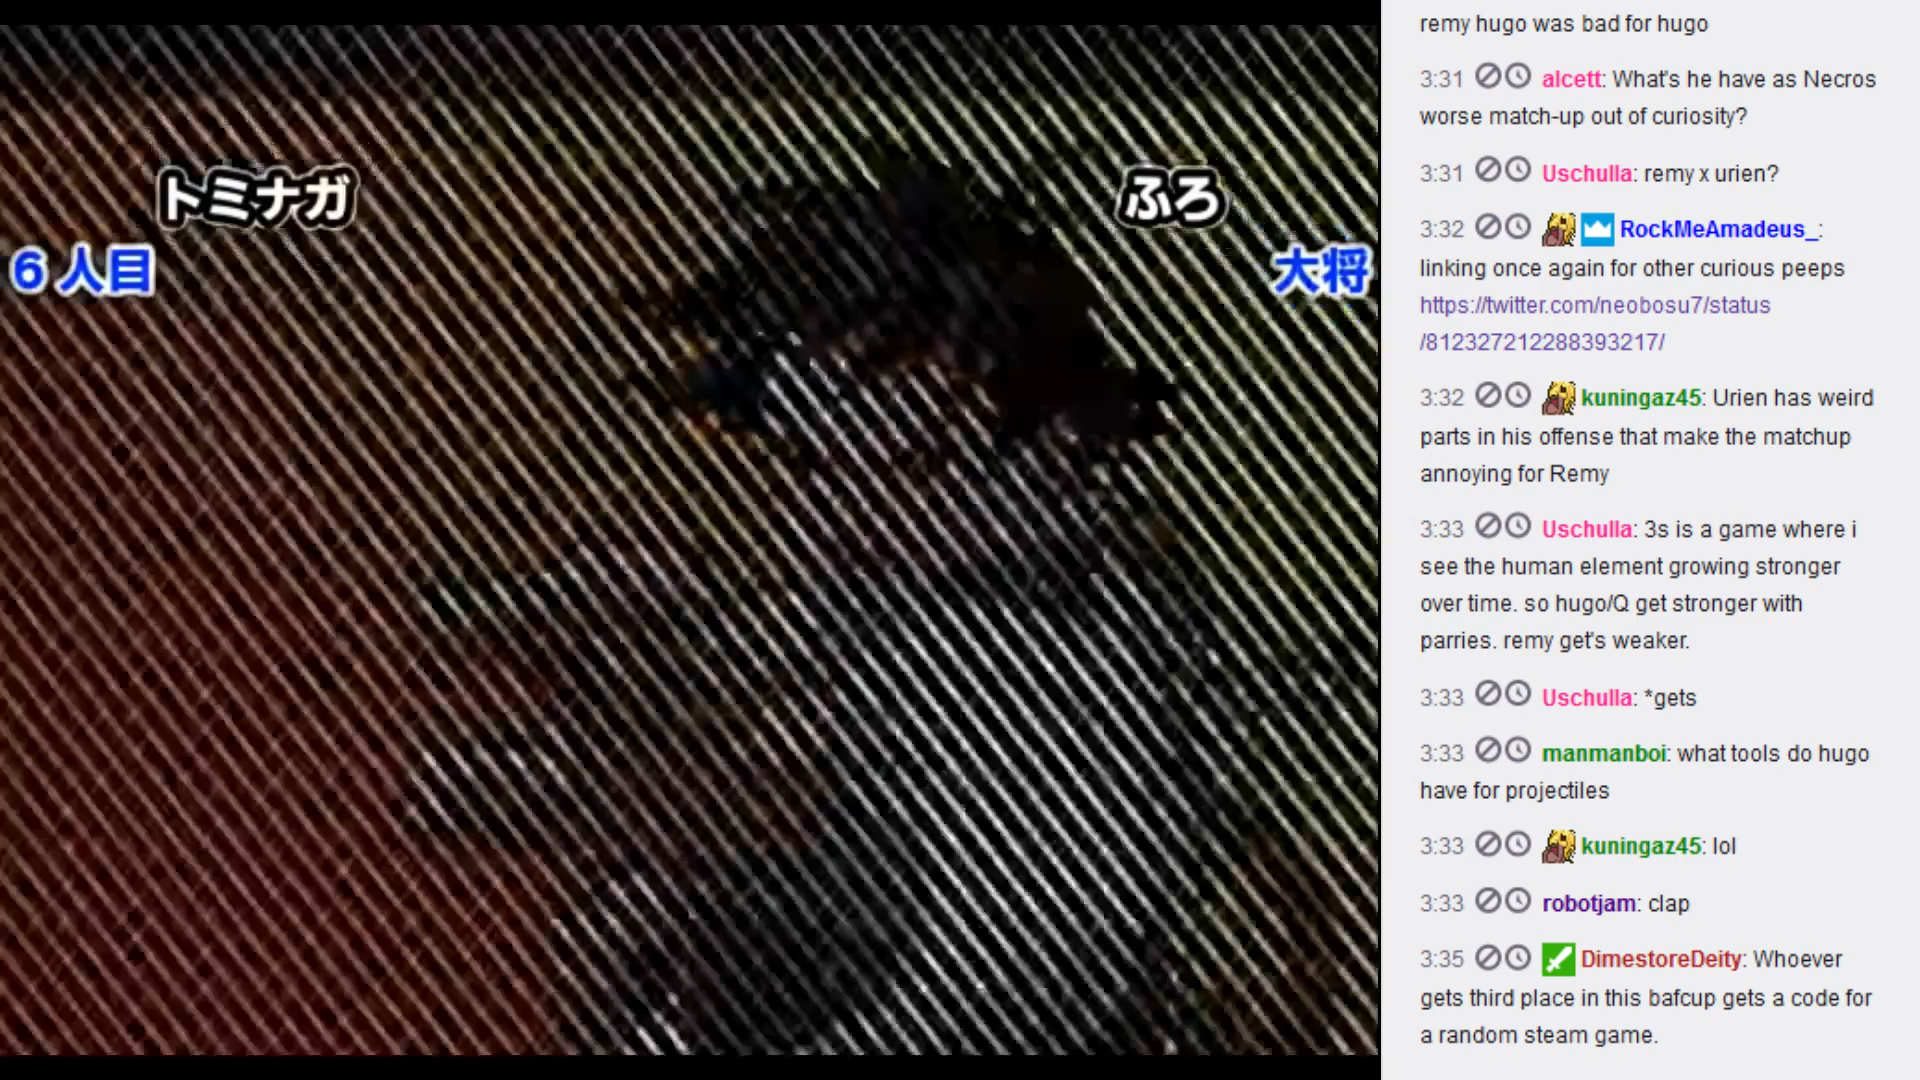 トミナガ
ふろ
6人目
大将
remy hugo was bad for hugo
3:31 alcett: What's he have as Necros
worse match-up out of curiosity?
3:31 Uschulla: remy x urien?
3:32 RockMeAmadeus_:
linking once again for other curious peeps
https://twitter.com/neobosu7/status
/812327212288393217/
3:32 kuningaz45: Urien has weird
parts in his offense that make the matchup
annoying for Remy
3:33 Uschulla: 3s is a game where i
see the human element growing stronger
over time. so hugo/Q get stronger with
parries. remy get's weaker.
3:33 Uschulla: *gets
3:33 manmanboi: what tools do hugo
have for projectiles
3:33 kuningaz45: lol
3:33 robotjam: clap
3:35 DimestoreDeity: Whoever
gets third place in this bafcup gets a code for
a random steam game.